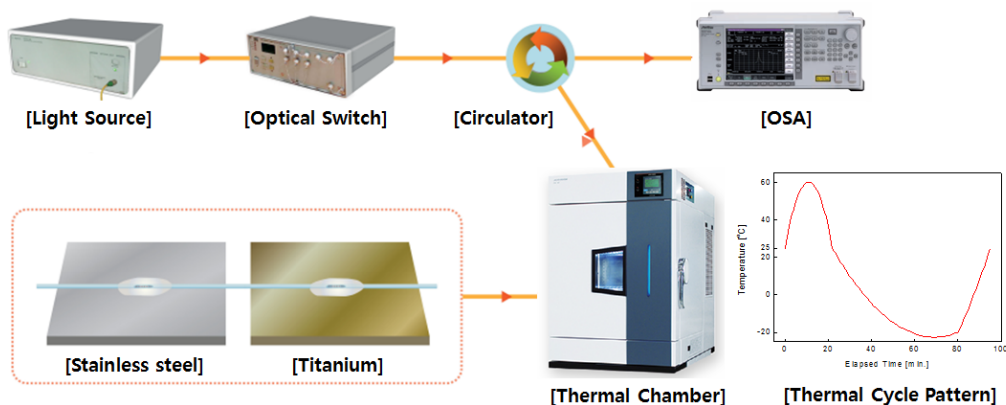 [Light Source]
[Optical Switch]
[Circulator]
[OSA]
[Stainless steel]
[Titanium]
[Thermal Chamber]
60
40
25
20
0
-20
Temperature [°C]
0 20 40 60 80 100
Elapsed Time [min.]
[Thermal Cycle Pattern]